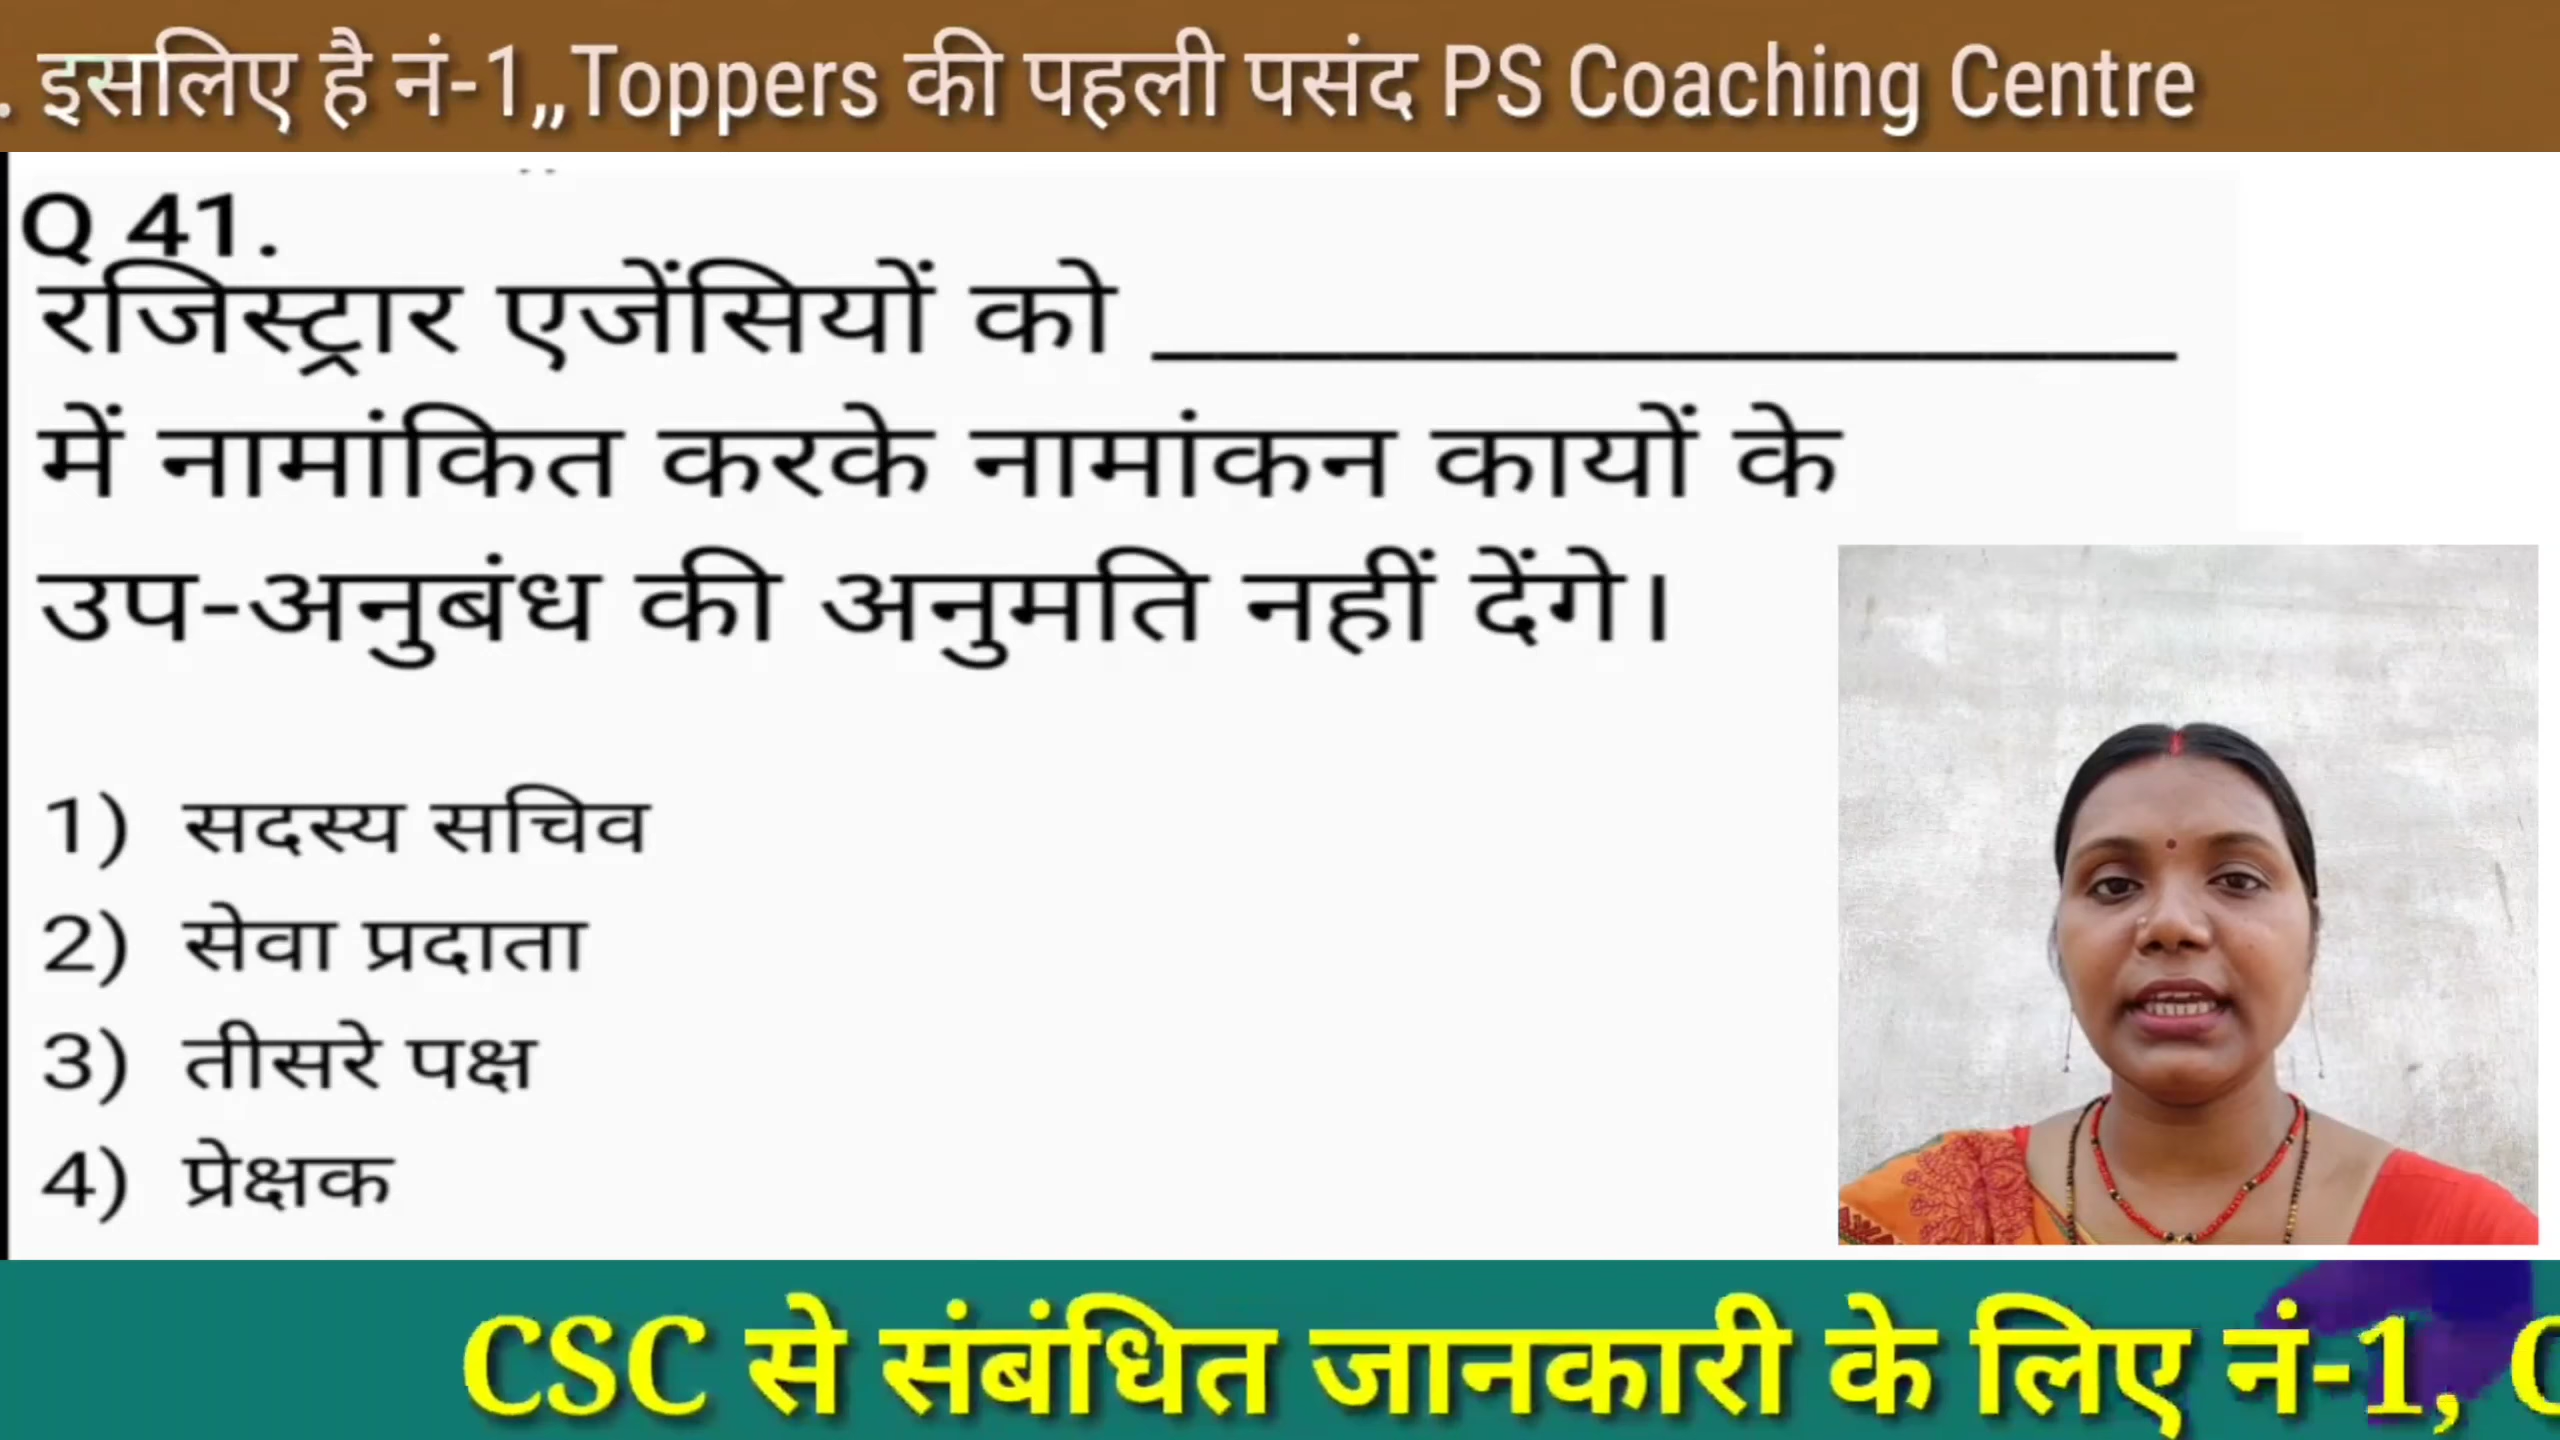 . इसलिए है नं-1,,Toppers की पहली पसंद PS Coaching Centre
Q 41.
रजिस्ट्रार एजेंसियों को ________________
में नामांकित करके नामांकन कायों के
उप-अनुबंध की अनुमति नहीं देंगे।
1) सदस्य सचिव
2) सेवा प्रदाता
3) तीसरे पक्ष
4) प्रेक्षक
CSC से संबंधित जानकारी के लिए नं-1, C